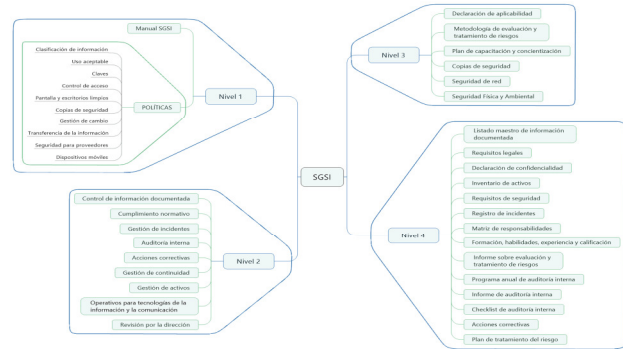 SGSI
Nivel 1
Manual SGSI
POLÍTICAS
Clasificación de información
Uso aceptable
Claves
Control de acceso
Pantalla y escritorios limpios
Copias de seguridad
Gestión de cambio
Transferencia de la información
Seguridad para proveedores
Dispositivos móviles
Nivel 2
Control de información documentada
Cumplimiento normativo
Gestión de incidentes
Auditoría interna
Acciones correctivas
Gestión de continuidad
Gestión de activos
Operativos para tecnologías de la
información y la comunicación
Revisión por la dirección
Nivel 3
Declaración de aplicabilidad
Metodología de evaluación y
tratamiento de riesgos
Plan de capacitación y concientización
Copias de seguridad
Seguridad de red
Seguridad Física y Ambiental
Nivel 4
Listado maestro de información
documentada
Requisitos legales
Declaración de confidencialidad
Inventario de activos
Requisitos de seguridad
Registro de incidentes
Matriz de responsabilidades
Formación, habilidades, experiencia y calificación
Informe sobre evaluación y
tratamiento de riesgos
Programa anual de auditoría interna
Informe de auditoría interna
Checklist de auditoría interna
Acciones correctivas
Plan de tratamiento del riesgo